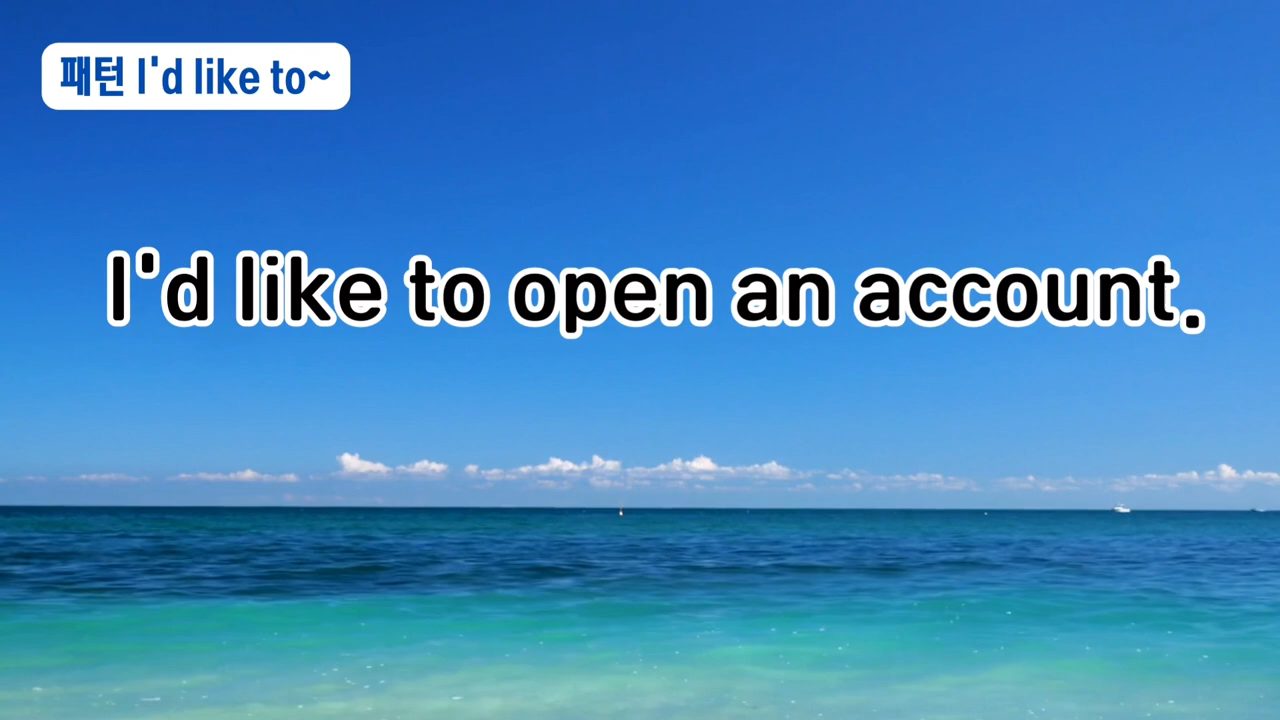 패턴 I'd like to~
I'd like to open an account.